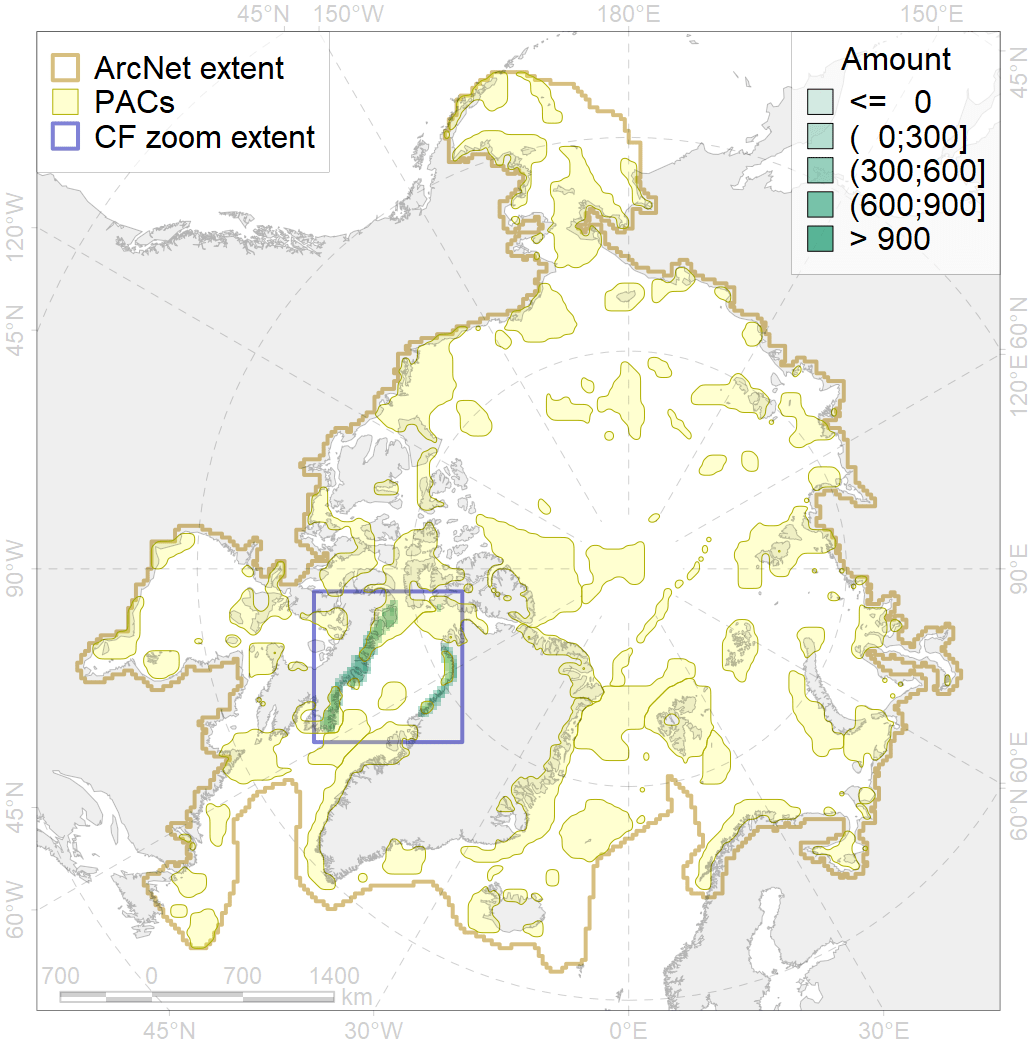 45°N 150°W 180°E 150°E
ArcNet extent
PACs
CF zoom extent
Amount
<= 0
( 0;300]
(300;600]
(600;900]
> 900
45°N
120°W
45°N
90°W
45°N
60°W
60°N
120°E
90°E
60°E
60°N
700 0 700 1400
km
45°N 30°W 0°E 30°E